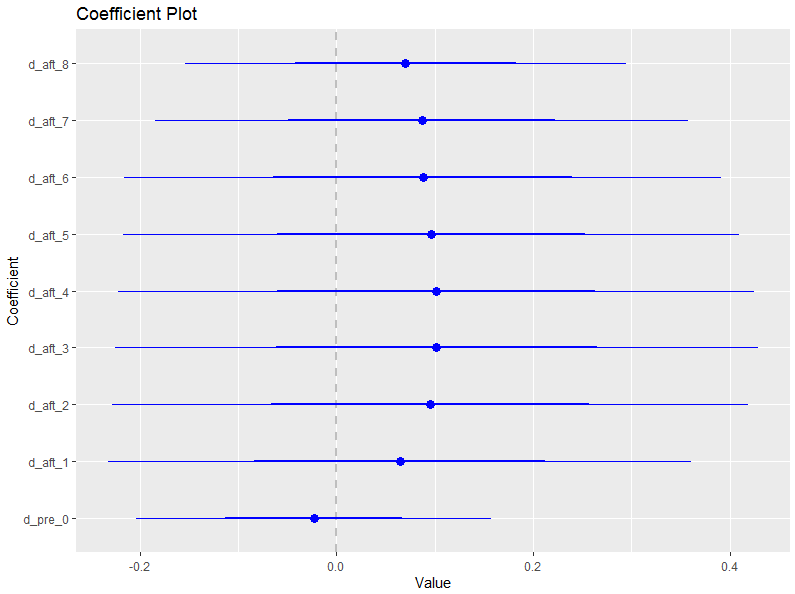 Coefficient Plot
Coefficient
d_aft_8
d_aft_7
d_aft_6
d_aft_5
d_aft_4
d_aft_3
d_aft_2
d_aft_1
d_pre_0
-0.2 0.0 0.2 0.4
Value